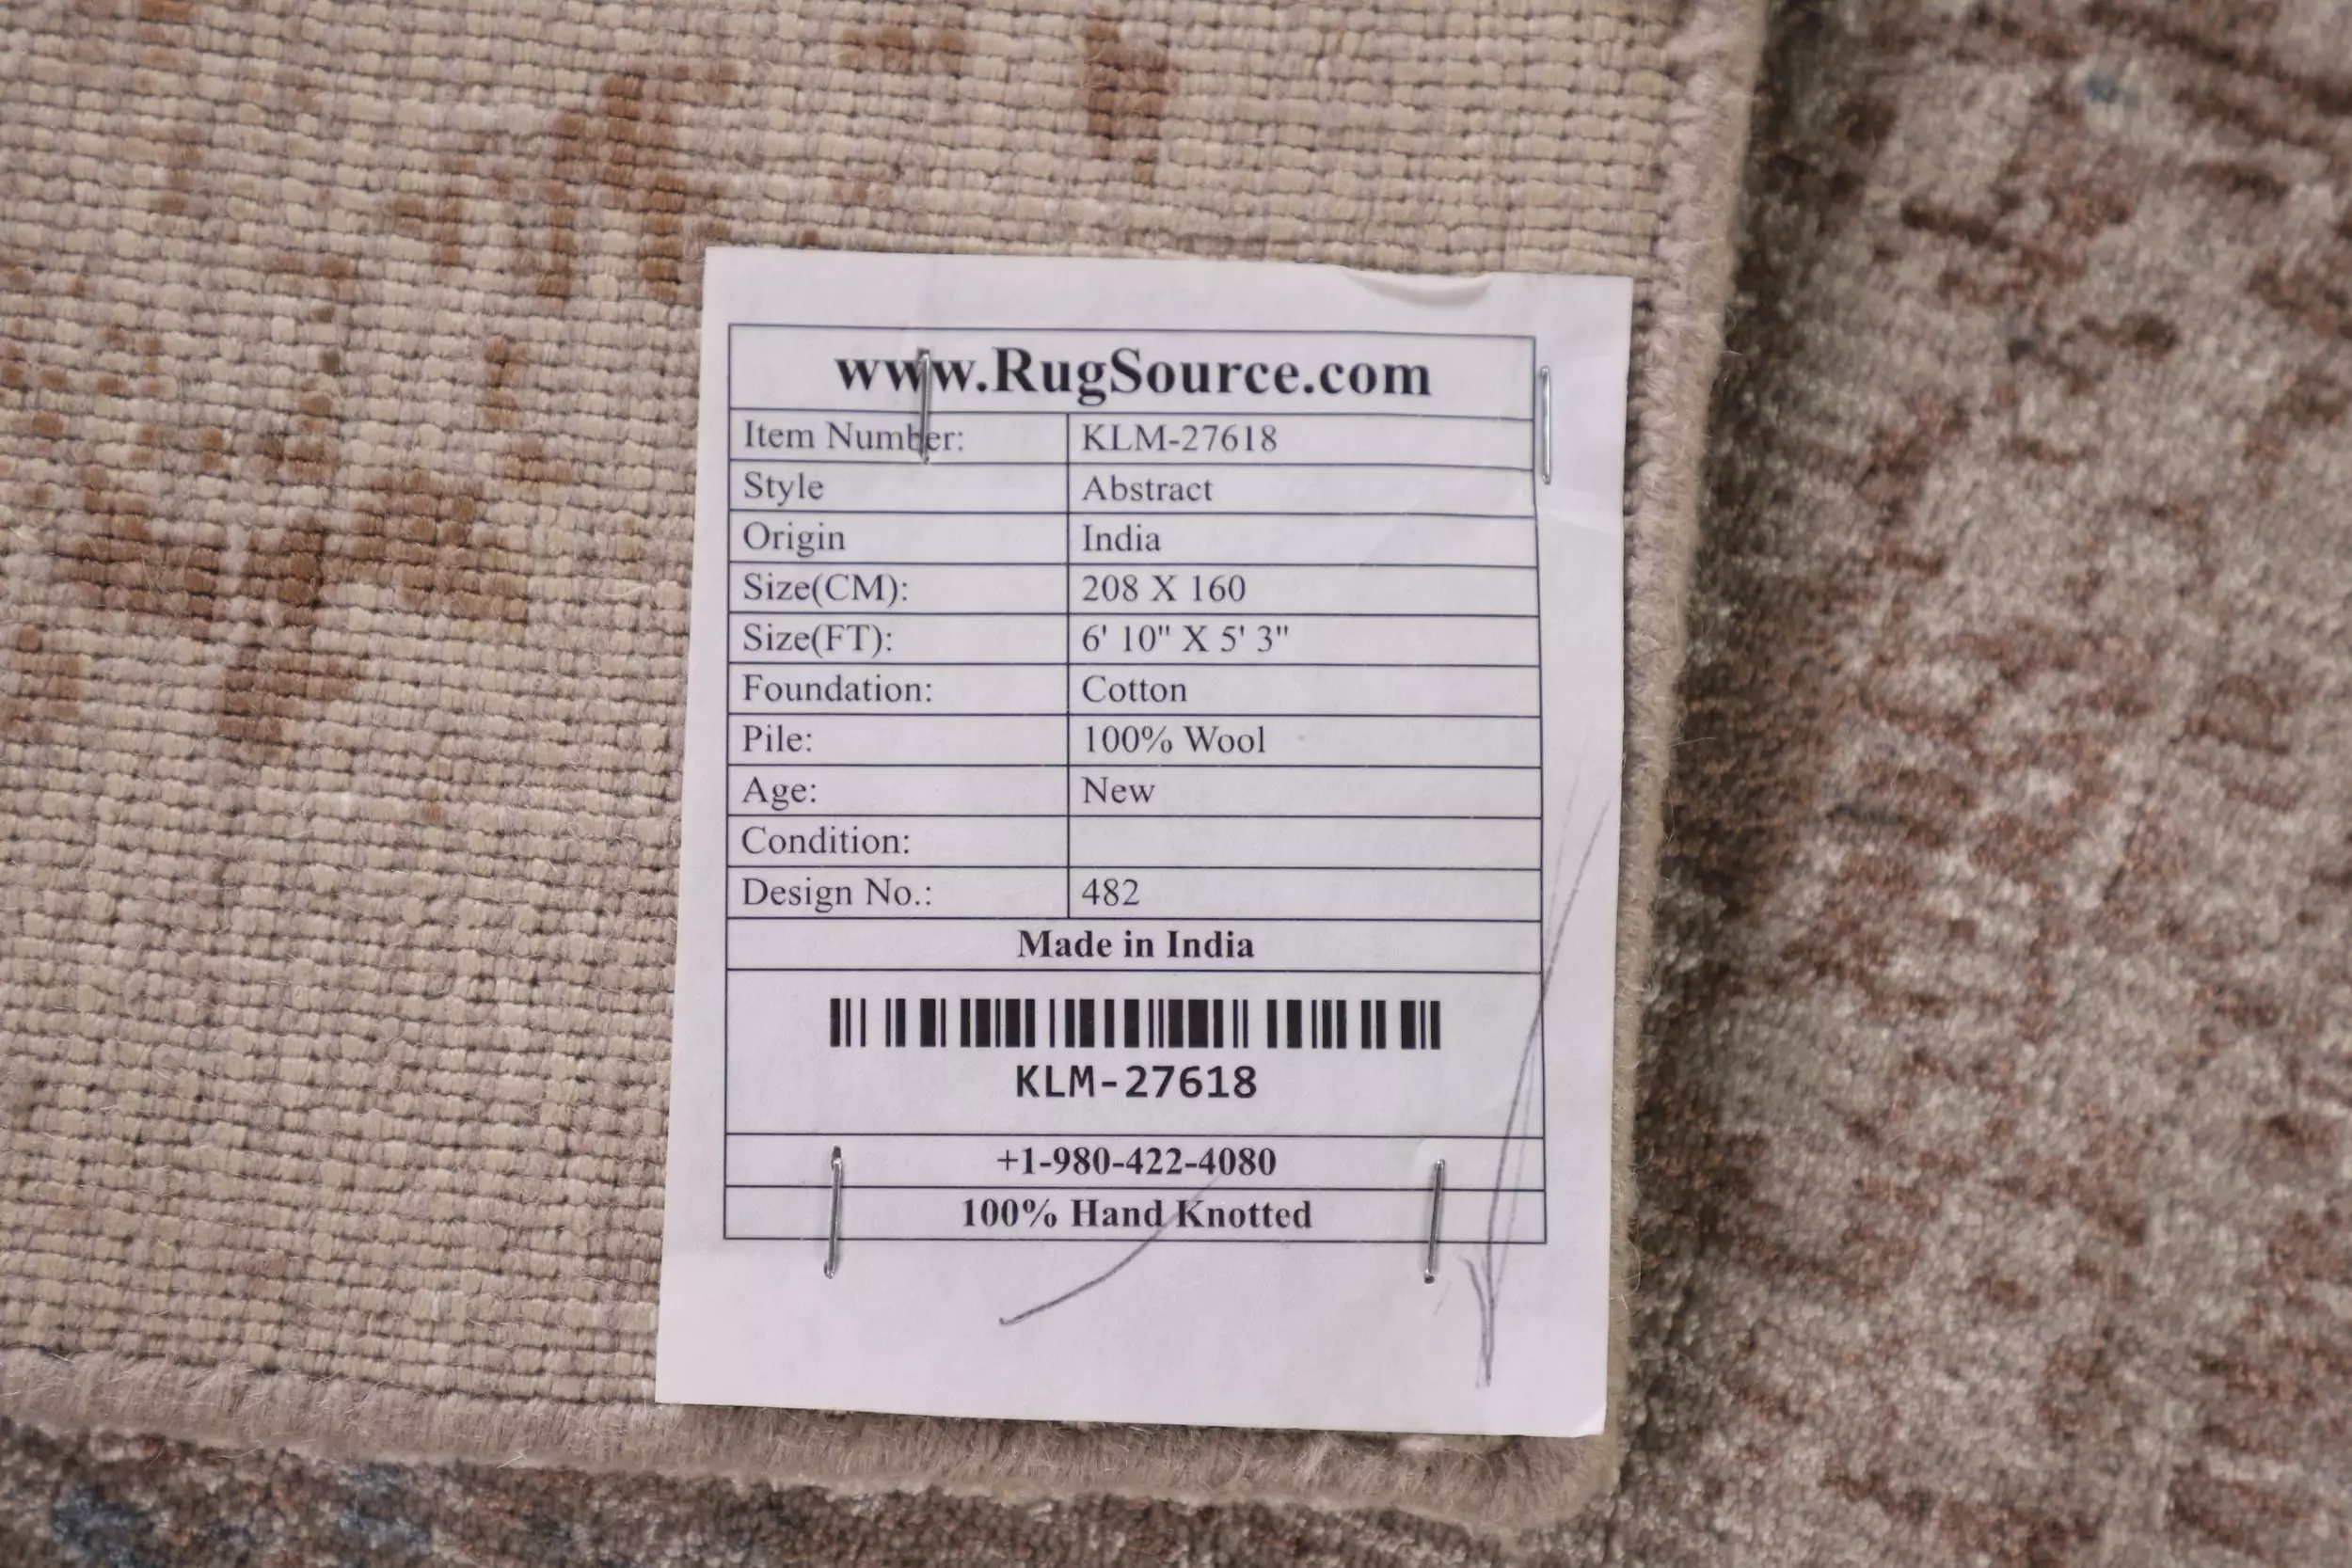 www.RugSource.com
Item Number: KLM-27618
Style Abstract
Origin India
Size(CM): 208 X 160
Size(FT): 6' 10" X 5' 3"
Foundation: Cotton
Pile: 100% Wool
Age: New
Condition:
Design No.: 482
Made in India
KLM-27618
+1-980-422-4080
100% Hand Knotted